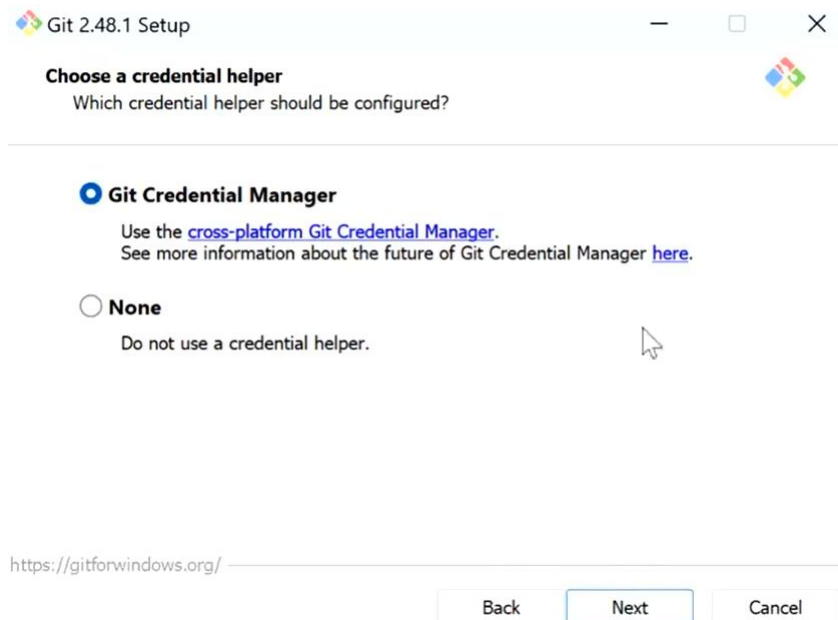 Git 2.48.1 Setup
Choose a credential helper
Which credential helper should be configured?
Git Credential Manager
Use the cross-platform Git Credential Manager.
See more information about the future of Git Credential Manager here.
None
Do not use a credential helper.
https://gitforwindows.org/
Back Next Cancel